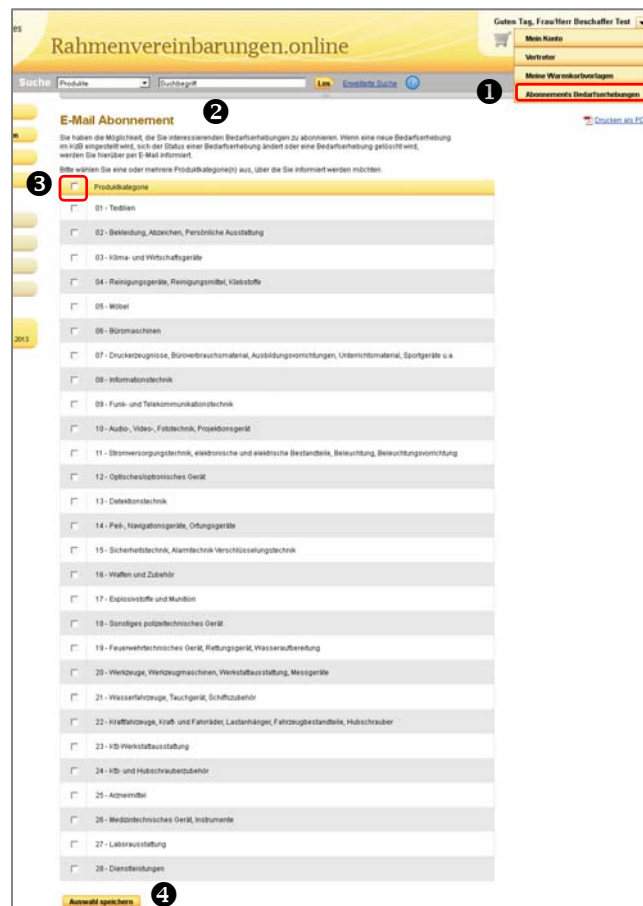 es
Guten Tag, Frau/Herr Beschaffer Test
Rahmenvereinbarungen.online
Mein Konto
Vertreter
Meine Warenkorbvorlagen
Abonnements Bedarfserhebungen
Suche Produkte Suchbegriff Los Erweiterte Suche
❶
❷
Drucken als PD
E-Mail Abonnement
Sie haben die Möglichkeit, die Sie interessierenden Bedarfserhebungen zu abonnieren. Wenn eine neue Bedarfserhebung
im KdB eingestellt wird, sich der Status einer Bedarfserhebung ändert oder eine Bedarfserhebung gelöscht wird,
werden Sie hierüber per E-Mail informiert.
Bitte wählen Sie eine oder mehrere Produktkategorie(n) aus, über die Sie informiert werden möchten.
❸
Produktkategorie
01 - Textilien
02 - Bekleidung, Abzeichen, Persönliche Ausstattung
03 - Klima- und Wirtschaftsgeräte
04 - Reinigungsgeräte, Reinigungsmittel, Klebstoffe
05 - Möbel
06 - Büromaschinen
2013
07 - Druckerzeugnisse, Büroverbrauchsmaterial, Ausbildungsvorrichtungen, Unterrichtsmaterial, Sportgeräte u.a.
08 - Informationstechnik
09 - Funk- und Telekommunikationstechnik
10 - Audio-, Video-, Fototechnik, Projektionsgerät
11 - Stromversorgungstechnik, elektronische und elektrische Bestandteile, Beleuchtung, Beleuchtungsvorrichtung
12 - Optisches/optronisches Gerät
13 - Detektionstechnik
14 - Peil-, Navigationsgeräte, Ortungsgeräte
15 - Sicherheitstechnik, Alarmtechnik Verschlüsselungstechnik
16 - Waffen und Zubehör
17 - Explosivstoffe und Munition
18 - Sonstiges polizeitechnisches Gerät
19 - Feuerwehrtechnisches Gerät, Rettungsgerät, Wasseraufbereitung
20 - Werkzeuge, Werkzeugmaschinen, Werkstattausstattung, Messgeräte
21 - Wasserfahrzeuge, Tauchgerät, Schiffszubehör
22 - Kraftfahrzeuge, Kraft- und Fahrräder, Lastanhänger, Fahrzeugbestandteile, Hubschrauber
23 - Kfz-Werkstattausstattung
24 - Kfz- und Hubschrauberzubehör
25 - Arzneimittel
26 - Medizintechnisches Gerät, Instrumente
27 - Laborausstattung
28 - Dienstleistungen
Auswahl speichern
❹